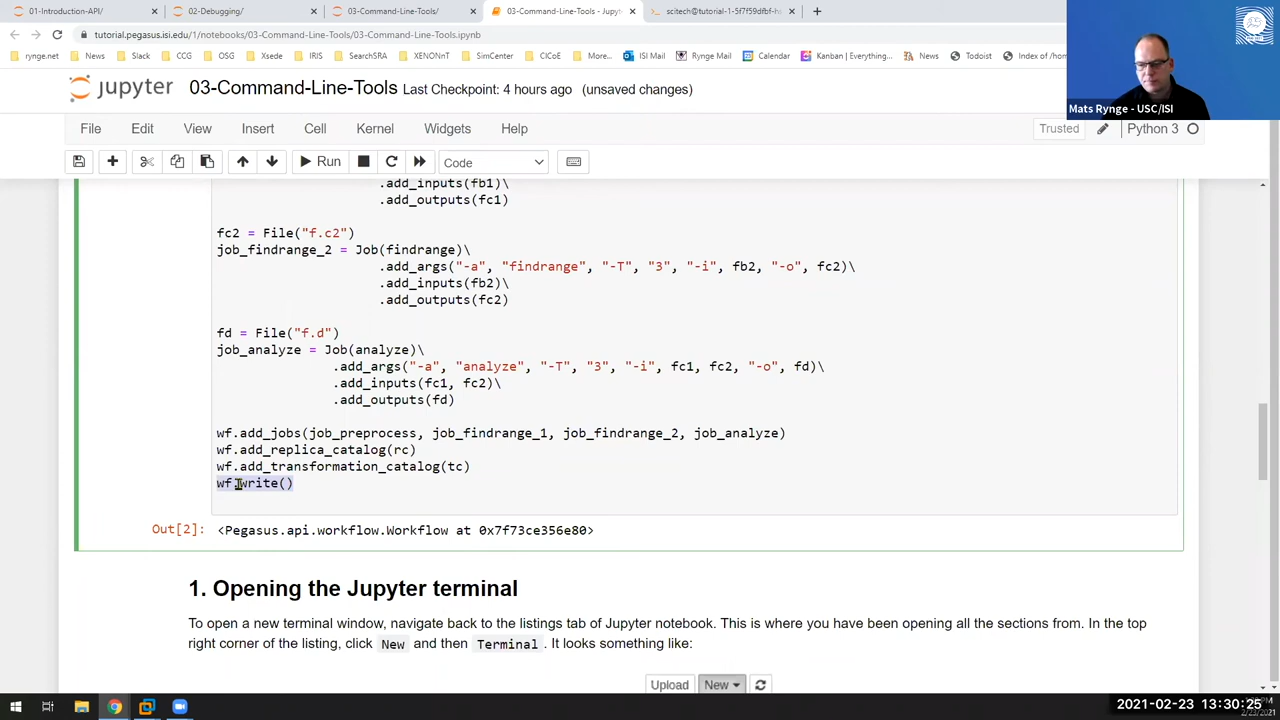 01-Introduction-API/
02-Debugging/
03-Command-Line-Tools/
03-Command-Line-Tools - Jupyt
scitech@tutorial-1-5f7f59dfbf-h
tutorial.pegasus.isi.edu/1/notebooks/03-Command-Line-Tools/03-Command-Line-Tools.ipynb
rynge.net
News
Slack
CCG
OSG
Xsede
IRIS
SearchSRA
XENONnT
SimCenter
CICoE
More...
ISI Mail
Rynge Mail
Calendar
Kanban | Everything...
News
Todoist
Index of /hom
Mats Rynge - USC/ISI
jupyter
03-Command-Line-Tools Last Checkpoint: 4 hours ago (unsaved changes)
File Edit View Insert Cell Kernel Widgets Help
Trusted
Python 3
Run
Code
.add_inputs(fb1)\
.add_outputs(fc1)
fc2 = File("f.c2")
job_findrange_2 = Job(findrange)\
.add_args("-a", "findrange", "-T", "3", "-i", fb2, "-o", fc2)\
.add_inputs(fb2)\
.add_outputs(fc2)
fd = File("f.d")
job_analyze = Job(analyze)\
.add_args("-a", "analyze", "-T", "3", "-i", fc1, fc2, "-o", fd)\
.add_inputs(fc1, fc2)\
.add_outputs(fd)
wf.add_jobs(job_preprocess, job_findrange_1, job_findrange_2, job_analyze)
wf.add_replica_catalog(rc)
wf.add_transformation_catalog(tc)
wf.write()
Out[2]: <Pegasus.api.workflow.Workflow at 0x7f73ce356e80>
1. Opening the Jupyter terminal
To open a new terminal window, navigate back to the listings tab of Jupyter notebook. This is where you have been opening all the sections from. In the top
right corner of the listing, click New and then Terminal . It looks something like:
Upload New
2021-02-23 13:30:25